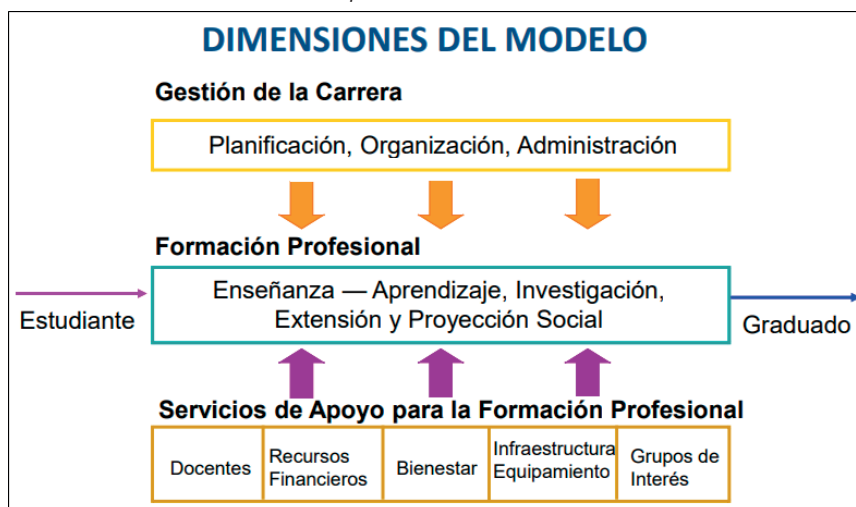 DIMENSIONES DEL MODELO
Gestión de la Carrera
Planificación, Organización, Administración
Formación Profesional
Enseñanza — Aprendizaje, Investigación,
Extensión y Proyección Social
Estudiante
Graduado
Servicios de Apoyo para la Formación Profesional
Docentes
Recursos
Financieros
Bienestar
Infraestructura
Equipamiento
Grupos de
Interés